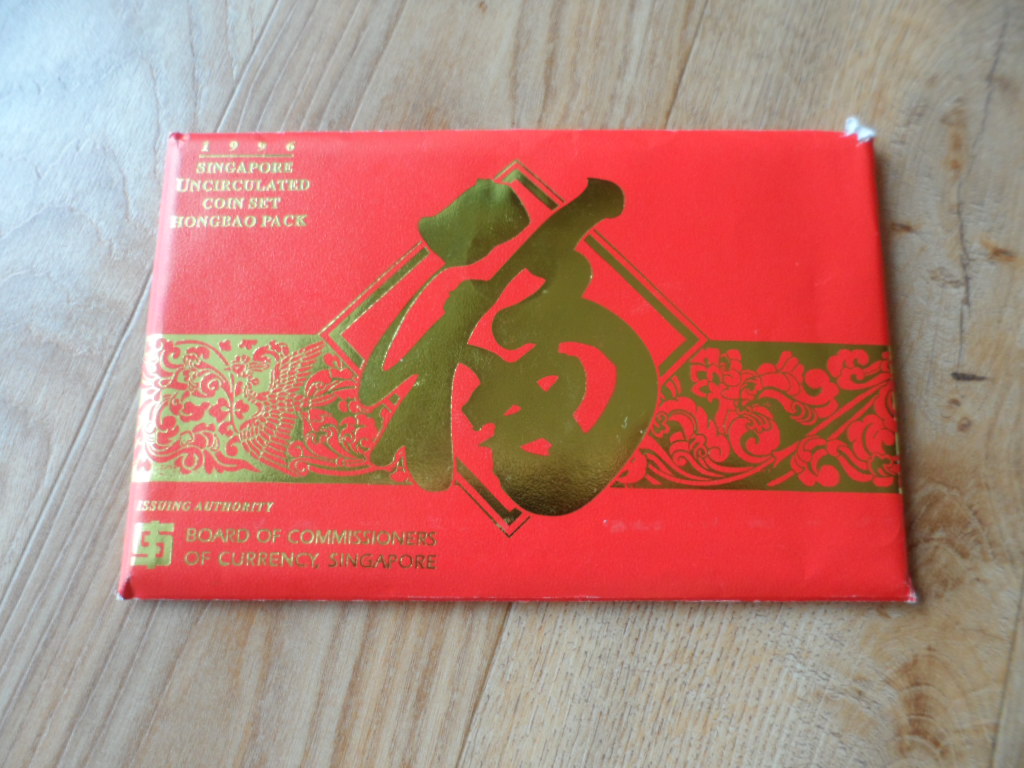 1996
SINGAPORE
UNCIRCULATED
COIN SET
HONGBAO PACK
福
ISSUING AUTHORITY
BOARD OF COMMISSIONERS
OF CURRENCY, SINGAPORE